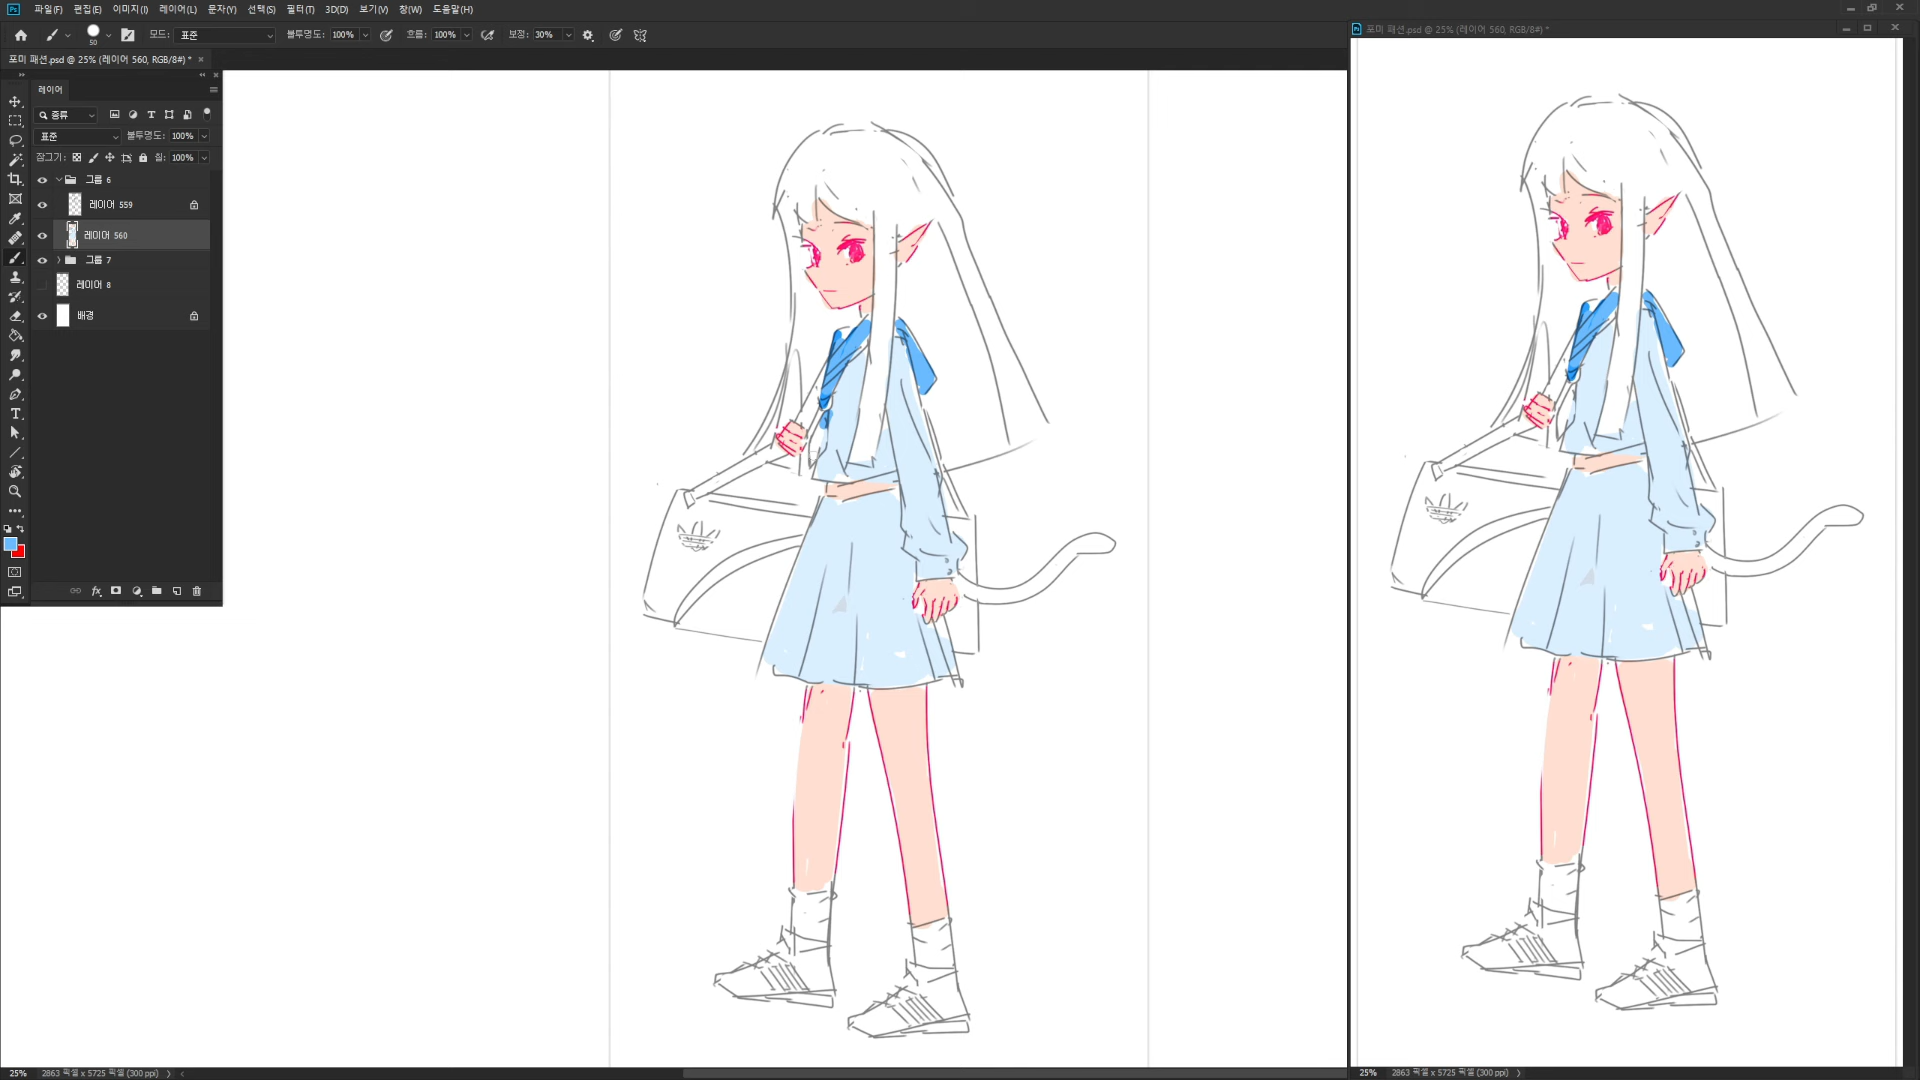 파일(F) 편집(E) 이미지(I) 레이어(L) 문자(Y) 선택(S) 필터(T) 3D(D) 보기(V) 창(W) 도움말(H)
50 모드: 표준 불투명도: 100% 흐름: 100% 보정: 30%
포미 패션.psd @ 25% (레이어 560, RGB/8#) *
포미 패션.psd @ 25% (레이어 560, RGB/8#) *
레이어
종류
표준 불투명도: 100%
잠그기: 칠: 100%
그룹 6
레이어 559
레이어 560
그룹 7
레이어 8
배경
25% 2863 픽셀 x 5725 픽셀 (300 ppi)
25% 2863 픽셀 x 5725 픽셀 (300 ppi)